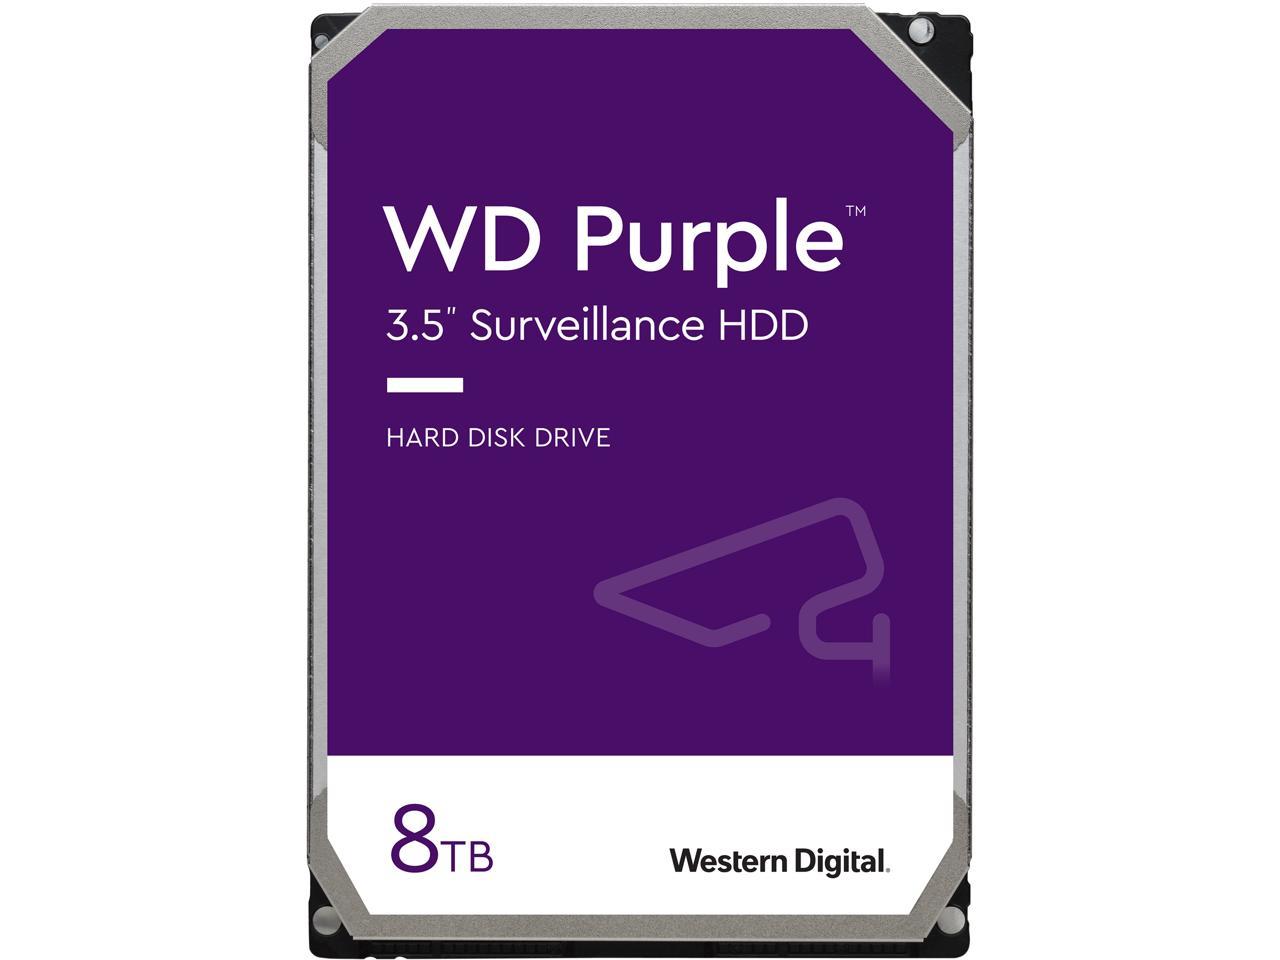 WD Purple™
3.5" Surveillance HDD
HARD DISK DRIVE
8TB
Western Digital.